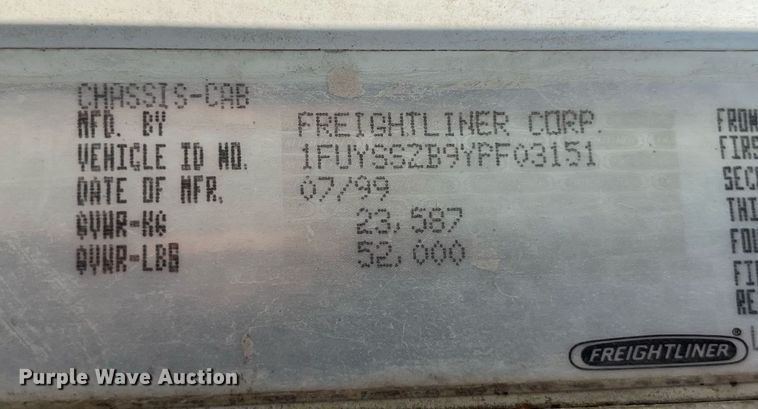 CHASSIS-CAB
MFD. BY FREIGHTLINER CORP.
VEHICLE ID NO. 1FUYSSZB9YPF03151
DATE OF MFR. 07/99
GVWR-KG 23,587
GVWR-LBS 52,000
FREIGHTLINER®
Purple Wave Auction